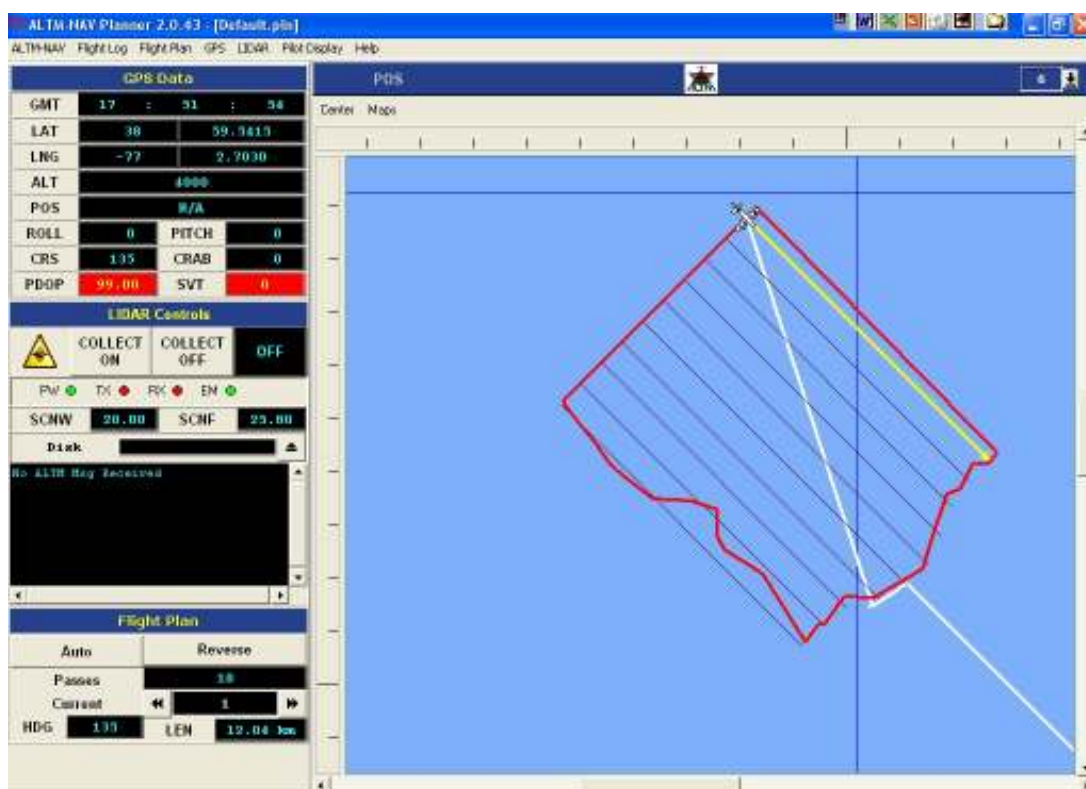 ALTM-NAV Planner 2.0.43 - [Default.pln]
ALTM-NAV Flight Log Flight Plan GPS LIDAR Pilot Display Help
GPS Data
POS
GMT 17 : 51 : 54
Center Maps
LAT 38 59.5415
LNG -77 2.7030
ALT 4000
POS N/A
ROLL 0 PITCH 0
CRS 135 CRAB 0
PDOP 99.00 SVT 0
LIDAR Controls
COLLECT ON COLLECT OFF OFF
PW TX RX EN
SCNW 20.00 SCNF 25.00
Disk
No ALTM Msg Received
Flight Plan
Auto Reverse
Passes 10
Current 1
HDG 135 LEN 12.04 km